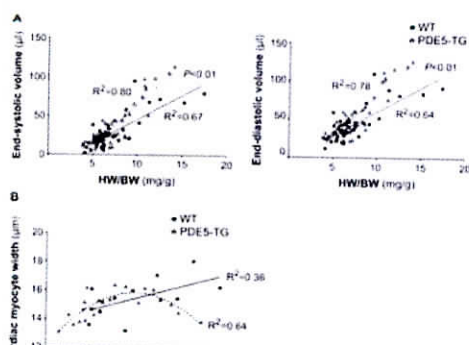 A
WT
PDE5-TG
End-systolic volume (µl)
150
100
50
0
R²=0.80
P<0.01
R²=0.67
0 5 10 15 20
HW/BW (mg/g)
End-diastolic volume (µl)
150
100
50
0
R²=0.78
P<0.01
R²=0.64
0 5 10 15 20
HW/BW (mg/g)
B
WT
PDE5-TG
diac myocyte width (µm)
20
18
16
14
12
R²=0.36
R²=0.64